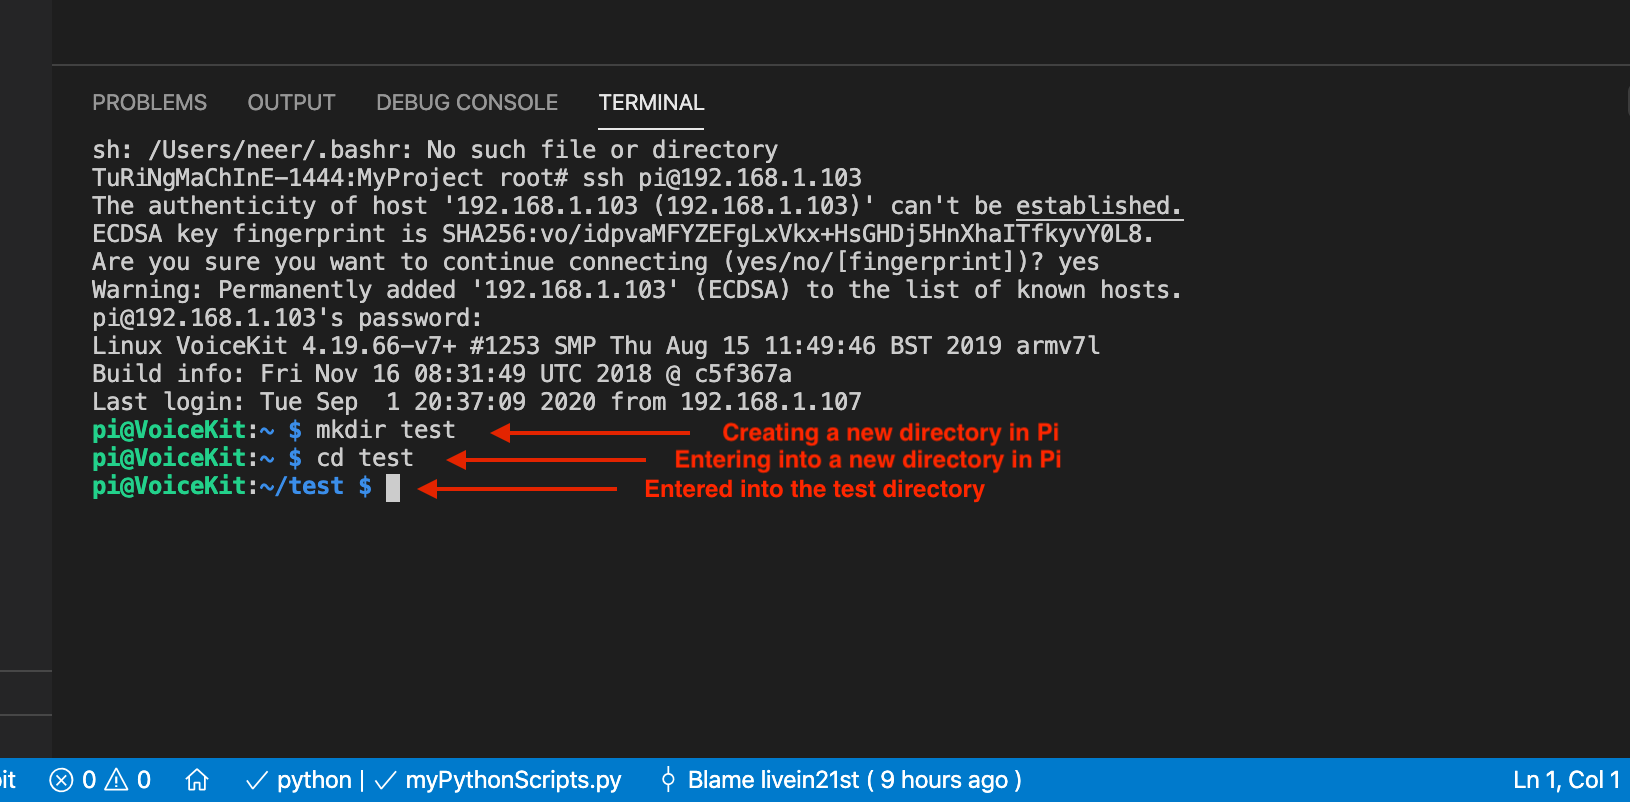 PROBLEMS OUTPUT DEBUG CONSOLE TERMINAL
sh: /Users/neer/.bashr: No such file or directory
TuRiNgMaChInE-1444:MyProject root# ssh pi@192.168.1.103
The authenticity of host '192.168.1.103 (192.168.1.103)' can't be established.
ECDSA key fingerprint is SHA256:vo/idpvaMFYZEFgLxVkx+HsGHDj5HnXhaITfkyvY0L8.
Are you sure you want to continue connecting (yes/no/[fingerprint])? yes
Warning: Permanently added '192.168.1.103' (ECDSA) to the list of known hosts.
pi@192.168.1.103's password:
Linux VoiceKit 4.19.66-v7+ #1253 SMP Thu Aug 15 11:49:46 BST 2019 armv7l
Build info: Fri Nov 16 08:31:49 UTC 2018 @ c5f367a
Last login: Tue Sep  1 20:37:09 2020 from 192.168.1.107
pi@VoiceKit:~ $ mkdir test Creating a new directory in Pi
pi@VoiceKit:~ $ cd test Entering into a new directory in Pi
pi@VoiceKit:~/test $ Entered into the test directory
0 0 python | myPythonScripts.py Blame livein21st ( 9 hours ago ) Ln 1, Col 1